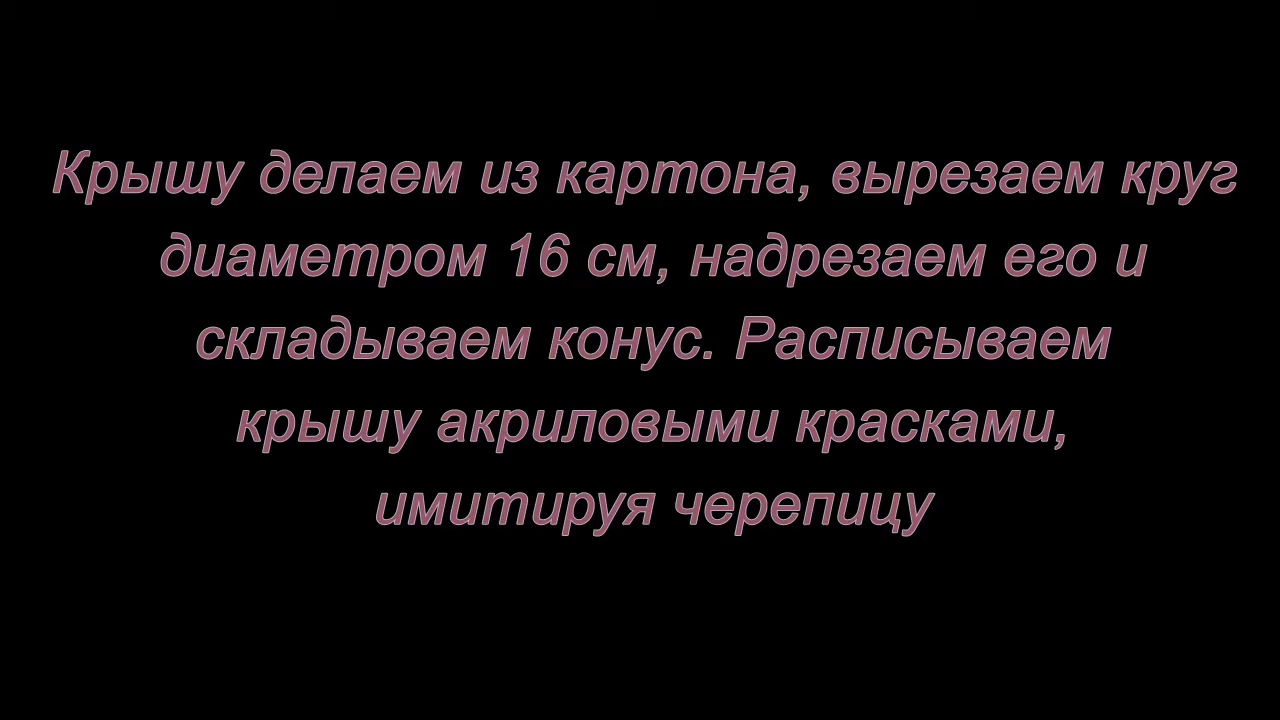 Крышу делаем из картона, вырезаем круг
диаметром 16 см, надрезаем его и
складываем конус. Расписываем
крышу акриловыми красками,
имитируя черепицу